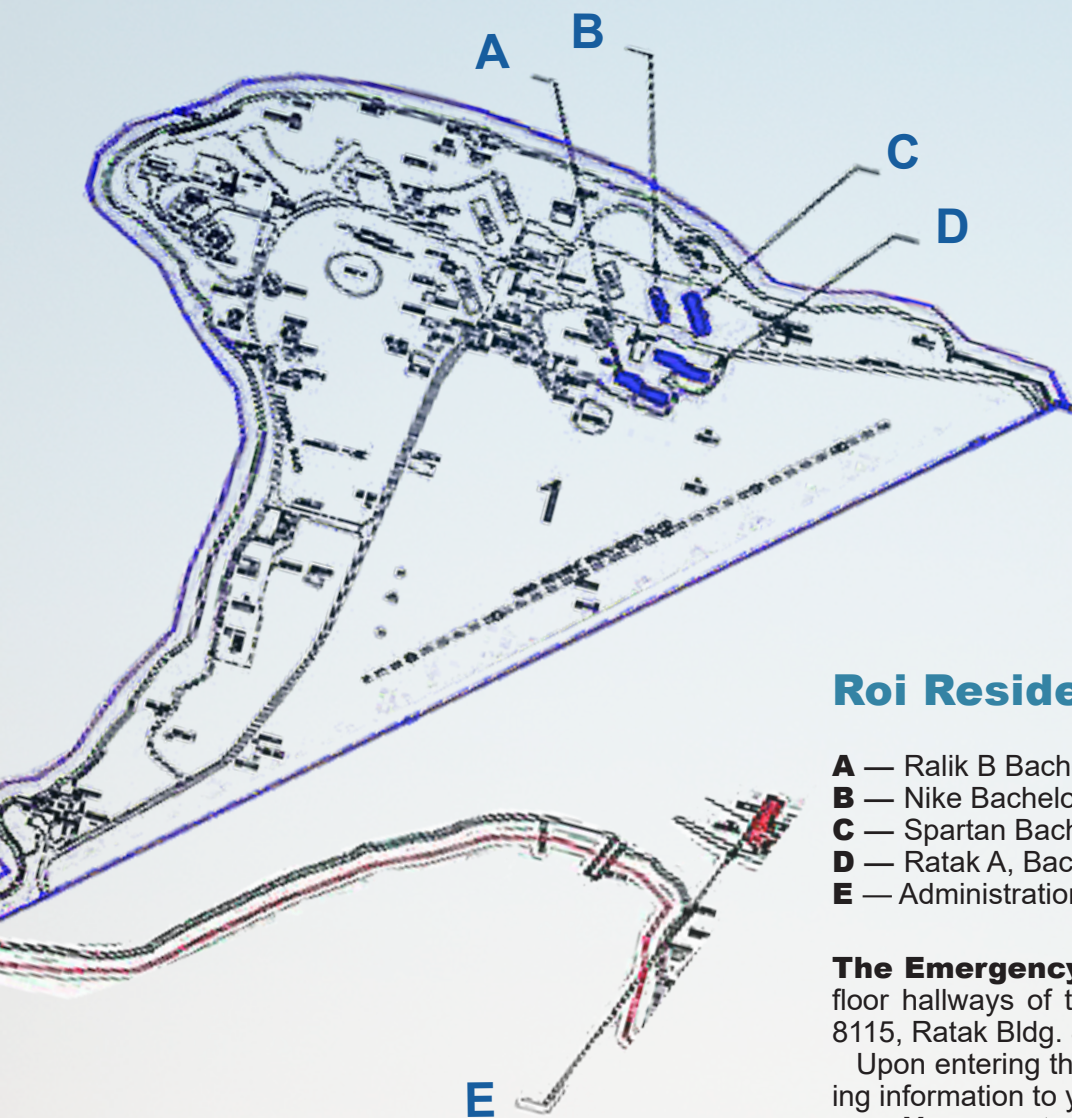 A
B
C
D
1
E
Roi Reside
A — Ralik B Bach
B — Nike Bachelo
C — Spartan Bach
D — Ratak A, Bac
E — Administration
The Emergency
floor hallways of t
8115, Ratak Bldg.
Upon entering th
ing information to y